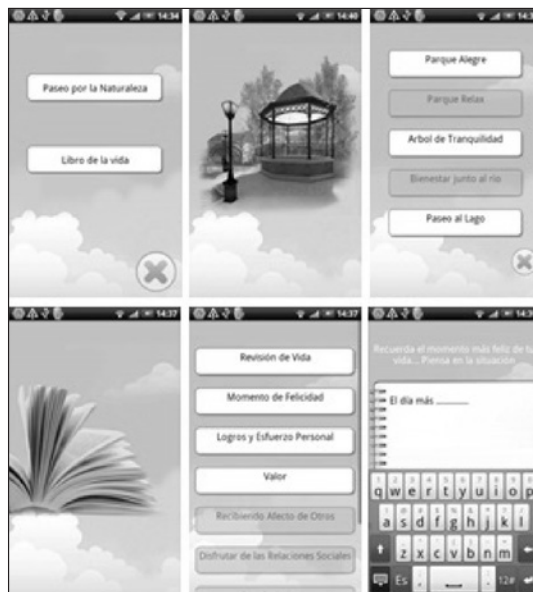 14:34
Paseo por la Naturaleza
Libro de la vida
14:40
Parque Alegre
Parque Relax
Arbol de Tranquilidad
Bienestar junto al rio
Paseo al Lago
14:37
14:37
Revisión de Vida
Momento de Felicidad
Logros y Esfuerzo Personal
Valor
Recibiendo Afecto de Otros
Disfrutar de las Relaciones Sociales
Recuerda el momento más feliz de tu
vida... Piensa en la situación
El día más ..........
q w e r t y u i o p
a s d f g h j k l
z x c v b n m
Es , . 12#